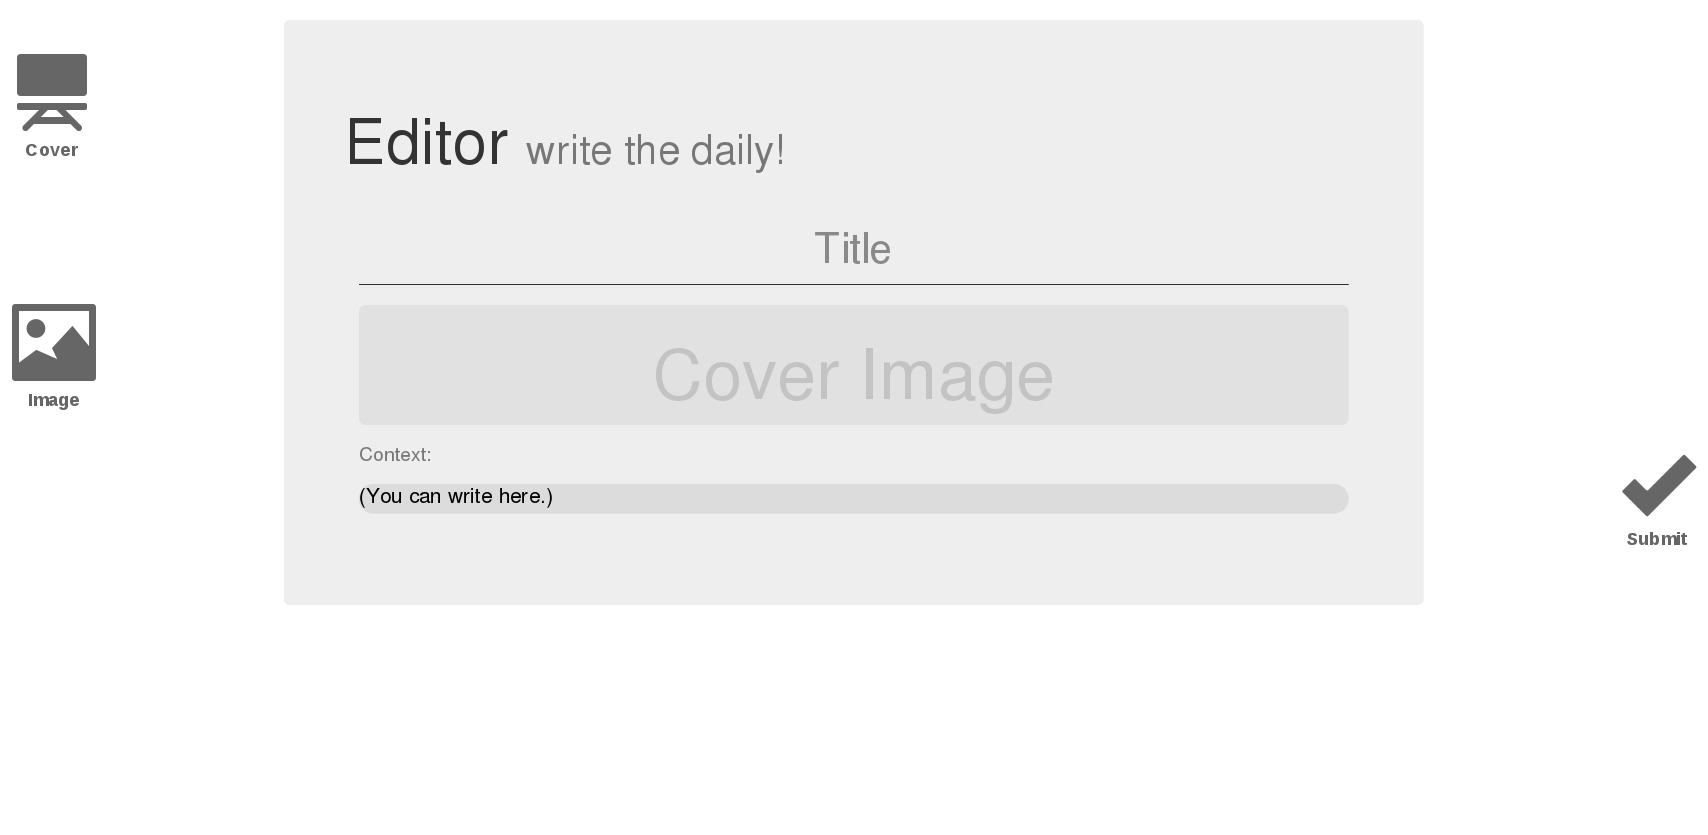 Cover
Editor write the daily!
Title
Image
Cover Image
Context:
(You can write here.)
Submit